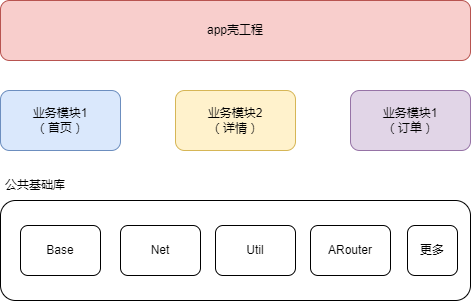 app壳工程
业务模块1
（首页）
业务模块2
（详情）
业务模块1
（订单）
公共基础库
Base
Net
Util
ARouter
更多